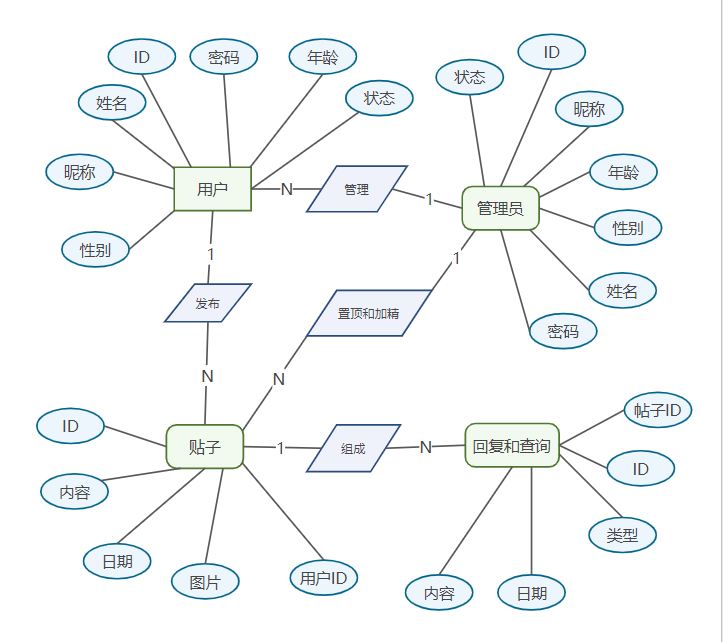 ID
密码
年龄
状态
姓名
昵称
性别
用户
N
管理
1
状态
ID
昵称
年龄
性别
姓名
密码
管理员
1
发布
N
1
置顶和加精
N
ID
内容
日期
图片
用户ID
贴子
1
组成
N
回复和查询
帖子ID
ID
类型
内容
日期